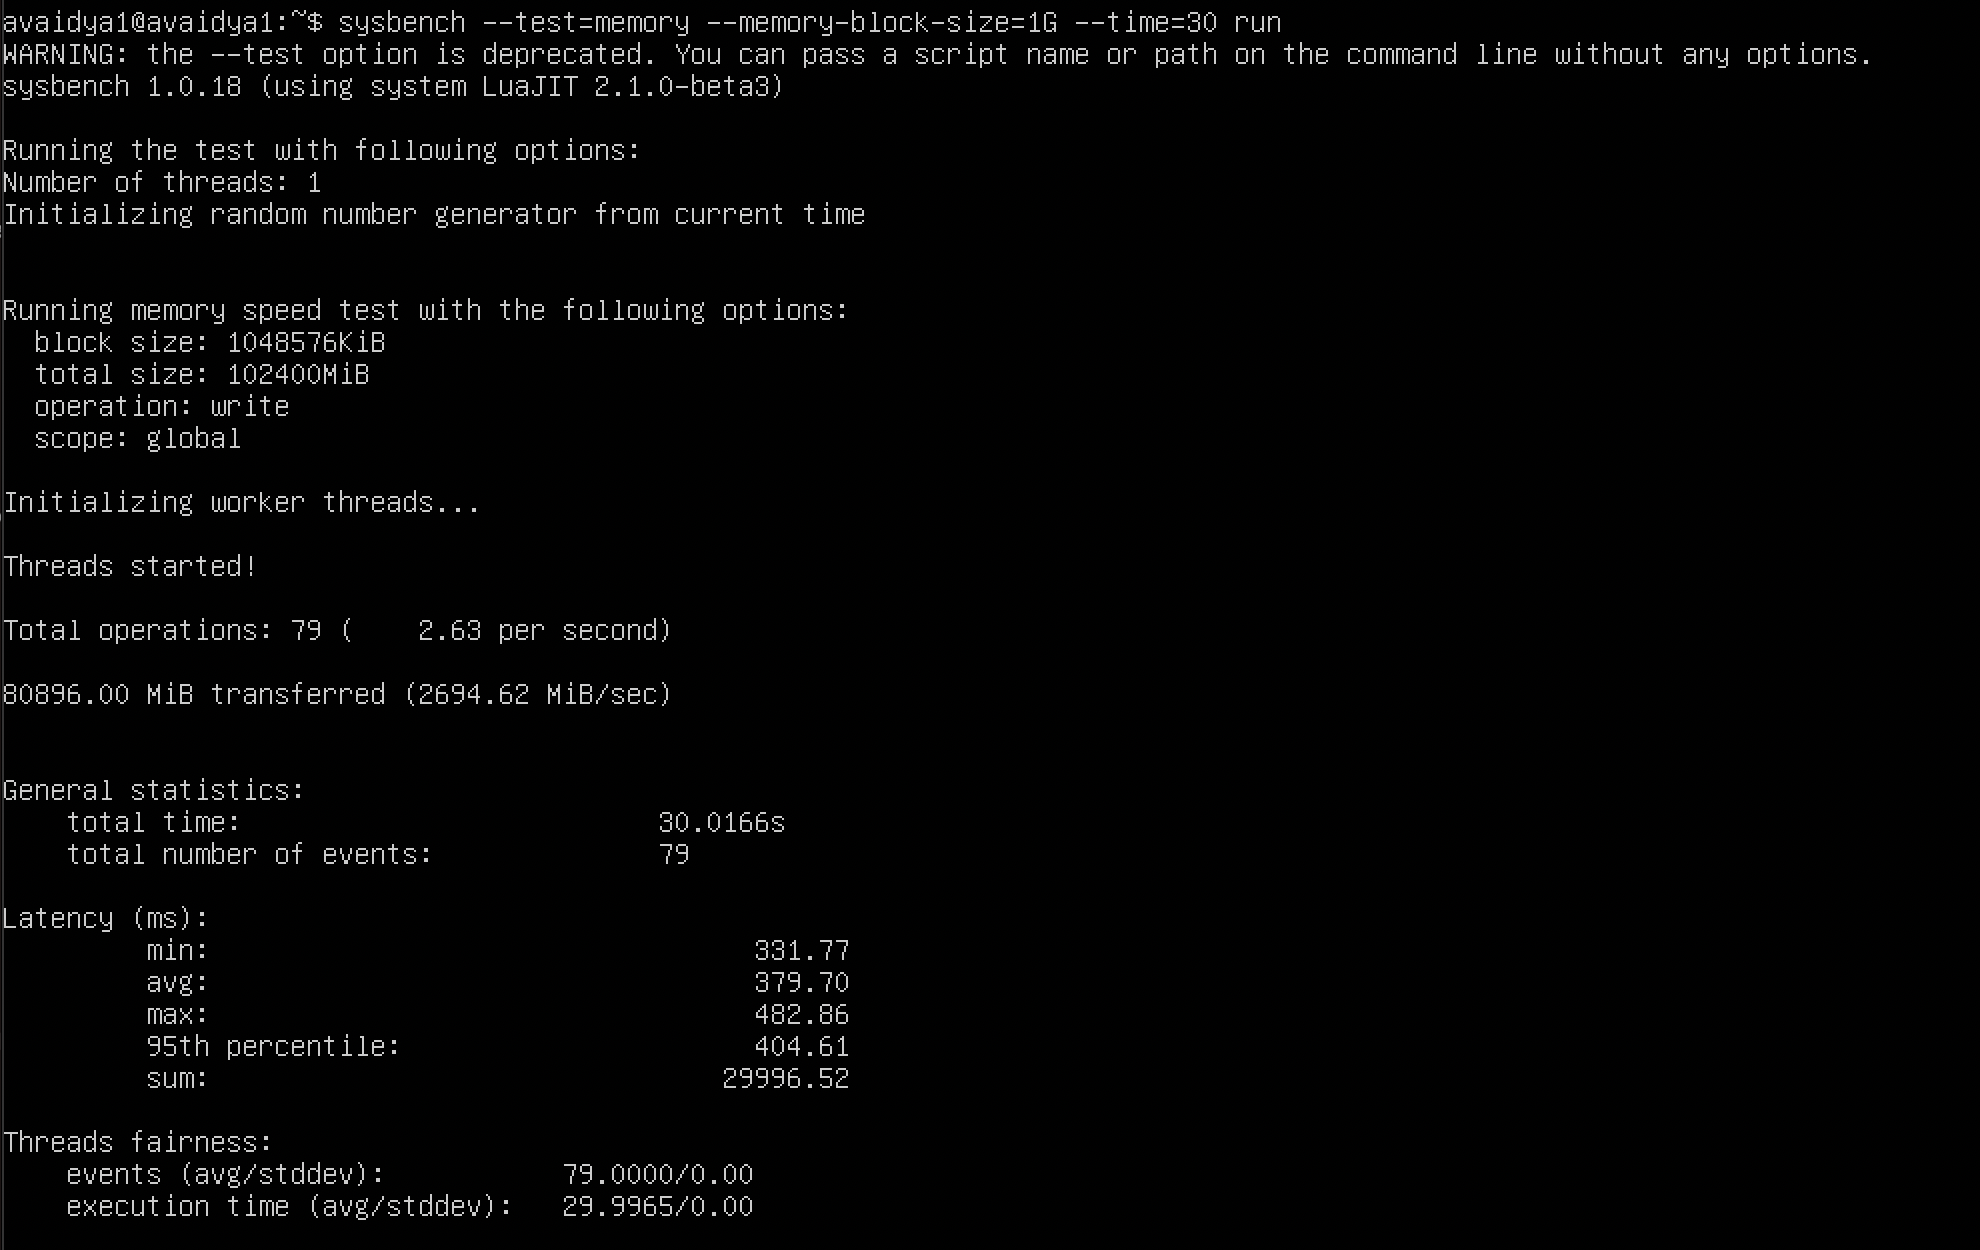 avaidya1@avaidya1:~$ sysbench --test=memory --memory-block-size=1G --time=30 run
WARNING: the --test option is deprecated. You can pass a script name or path on the command line without any options.
sysbench 1.0.18 (using system LuaJIT 2.1.0-beta3)
Running the test with following options:
Number of threads: 1
Initializing random number generator from current time
Running memory speed test with the following options:
block size: 1048576KiB
total size: 102400MiB
operation: write
scope: global
Initializing worker threads...
Threads started!
Total operations: 79 (    2.63 per second)
80896.00 MiB transferred (2694.62 MiB/sec)
General statistics:
total time: 30.0166s
total number of events: 79
Latency (ms):
min: 331.77
avg: 379.70
max: 482.86
95th percentile: 404.61
sum: 29996.52
Threads fairness:
events (avg/stddev): 79.0000/0.00
execution time (avg/stddev): 29.9965/0.00